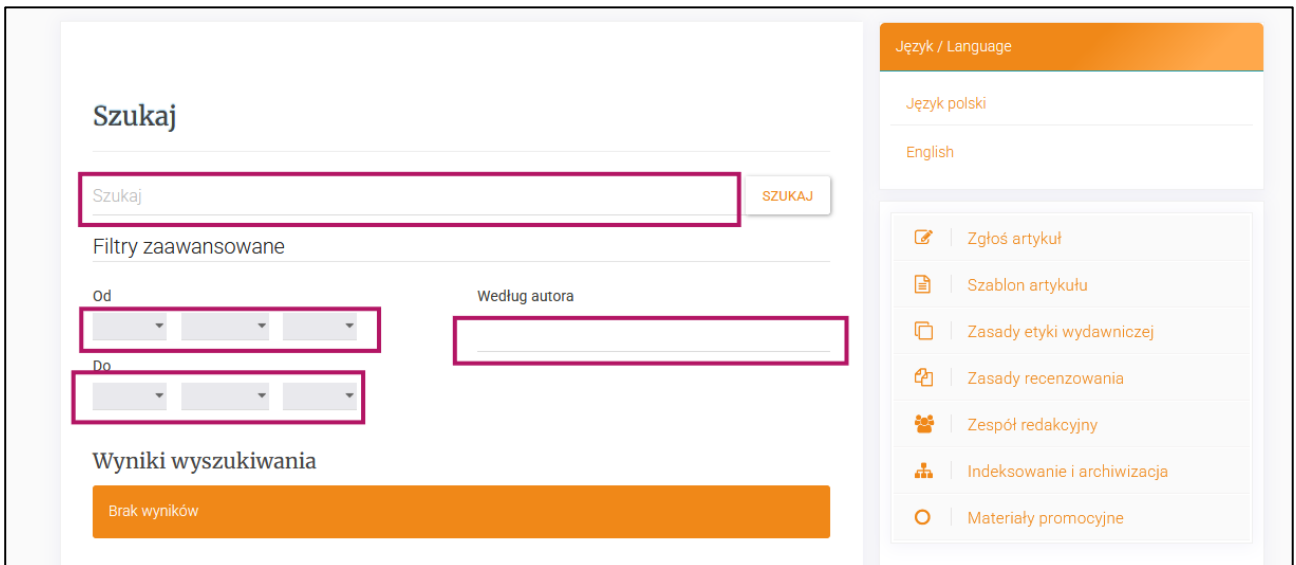 Szukaj
Szukaj
SZUKAJ
Filtry zaawansowane
Od
Według autora
Do
Wyniki wyszukiwania
Brak wyników
Język / Language
Język polski
English
Zgłoś artykuł
Szablon artykułu
Zasady etyki wydawniczej
Zasady recenzowania
Zespół redakcyjny
Indeksowanie i archiwizacja
Materiały promocyjne